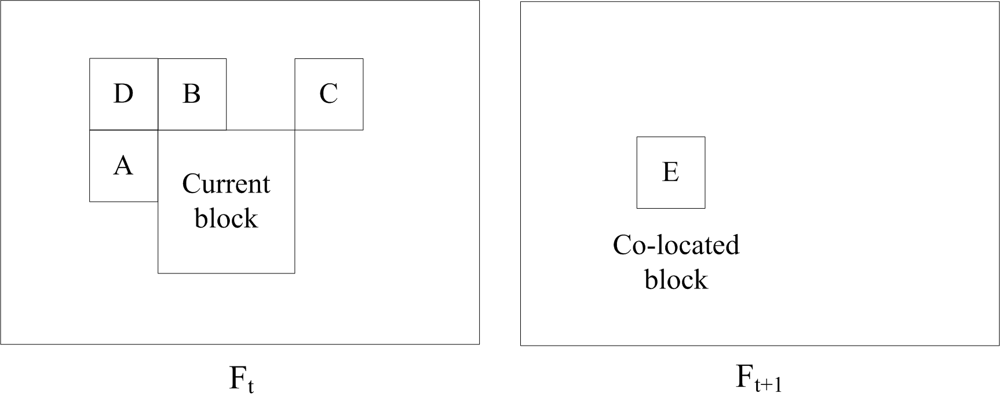 D B C
A
Current
block
E
Co-located
block
Fₜ
Fₜ₊₁